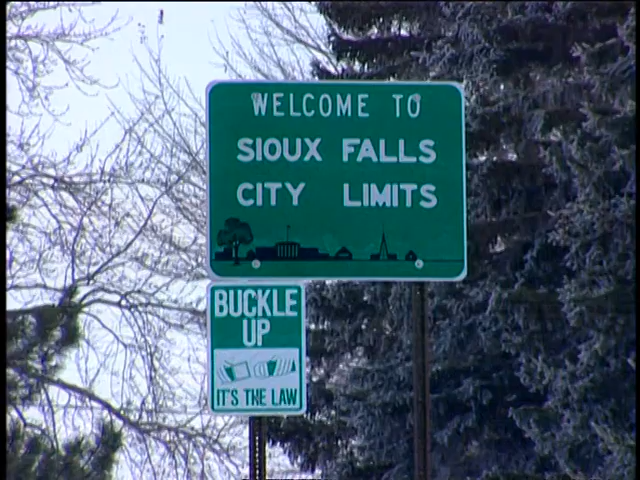 WELCOME TO
SIOUX FALLS
CITY LIMITS
BUCKLE
UP
IT'S THE LAW